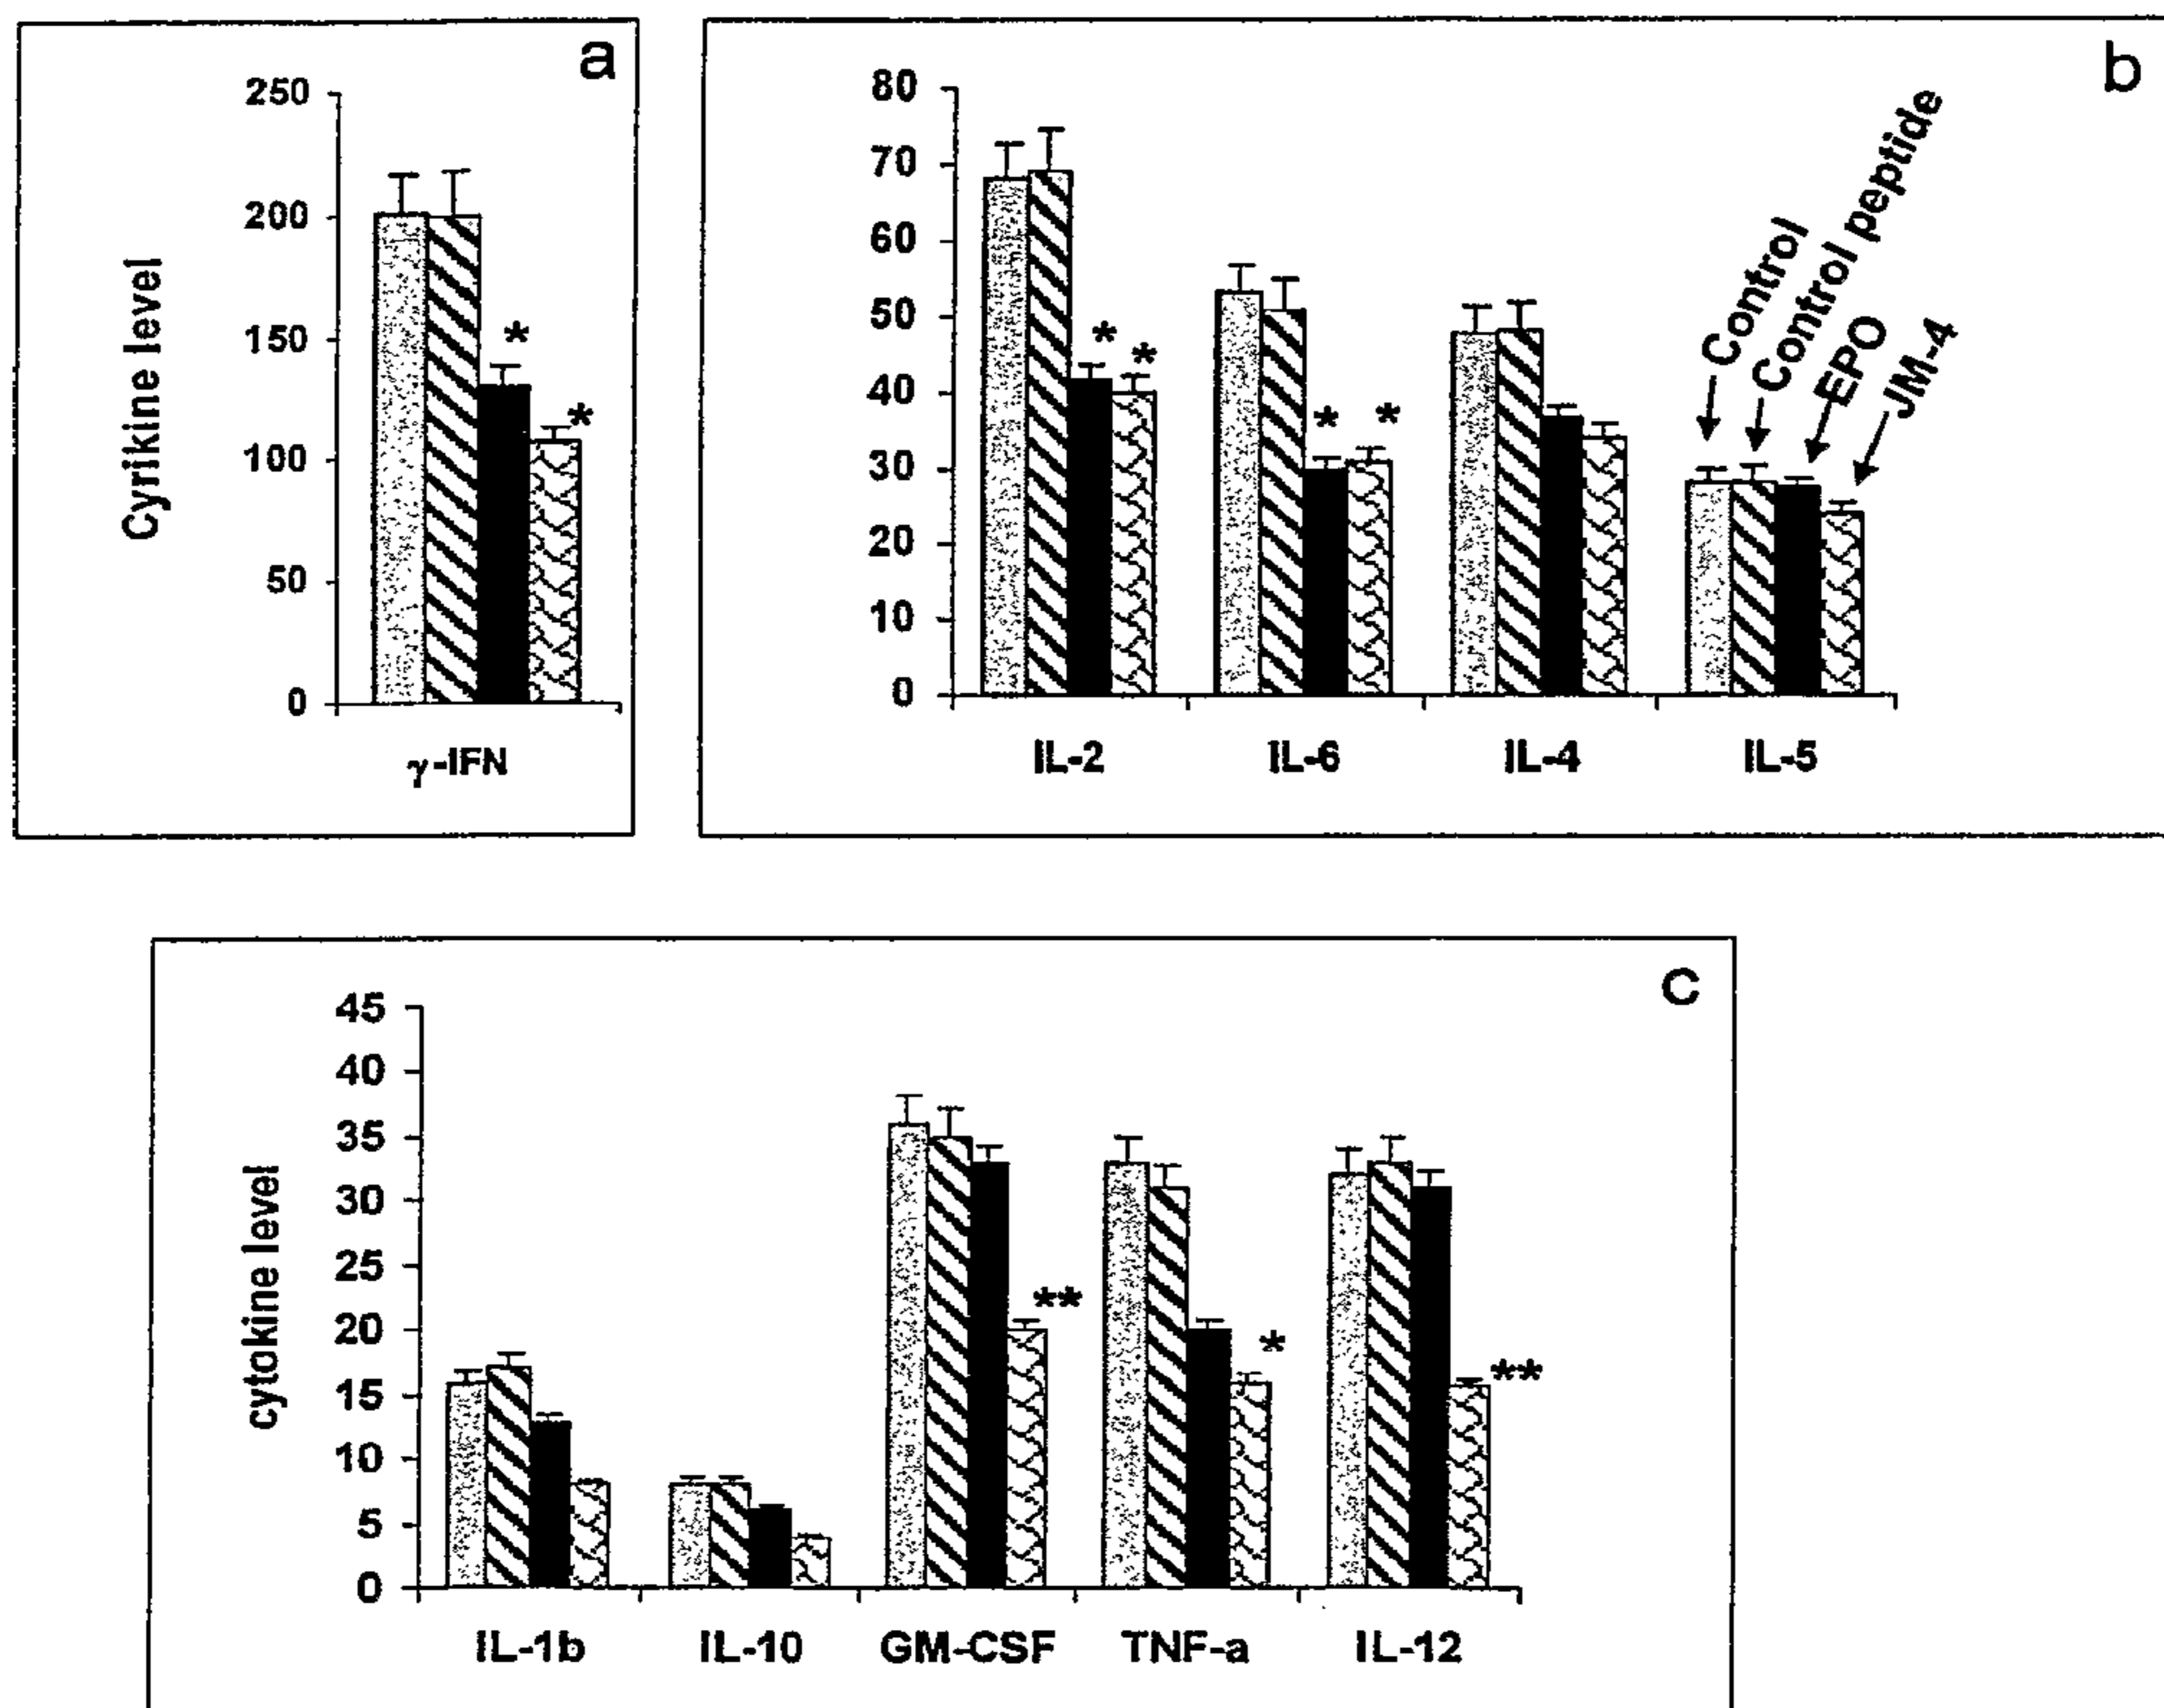 a
250
200
150
100
50
0
Cyrikine level
*
*
γ-IFN
b
80
70
60
50
40
30
20
10
0
*
*
*
*
Control
Control peptide
EPO
JM-4
IL-2 IL-6 IL-4 IL-5
c
45
40
35
30
25
20
15
10
5
0
cytokine level
**
*
**
IL-1b IL-10 GM-CSF TNF-a IL-12